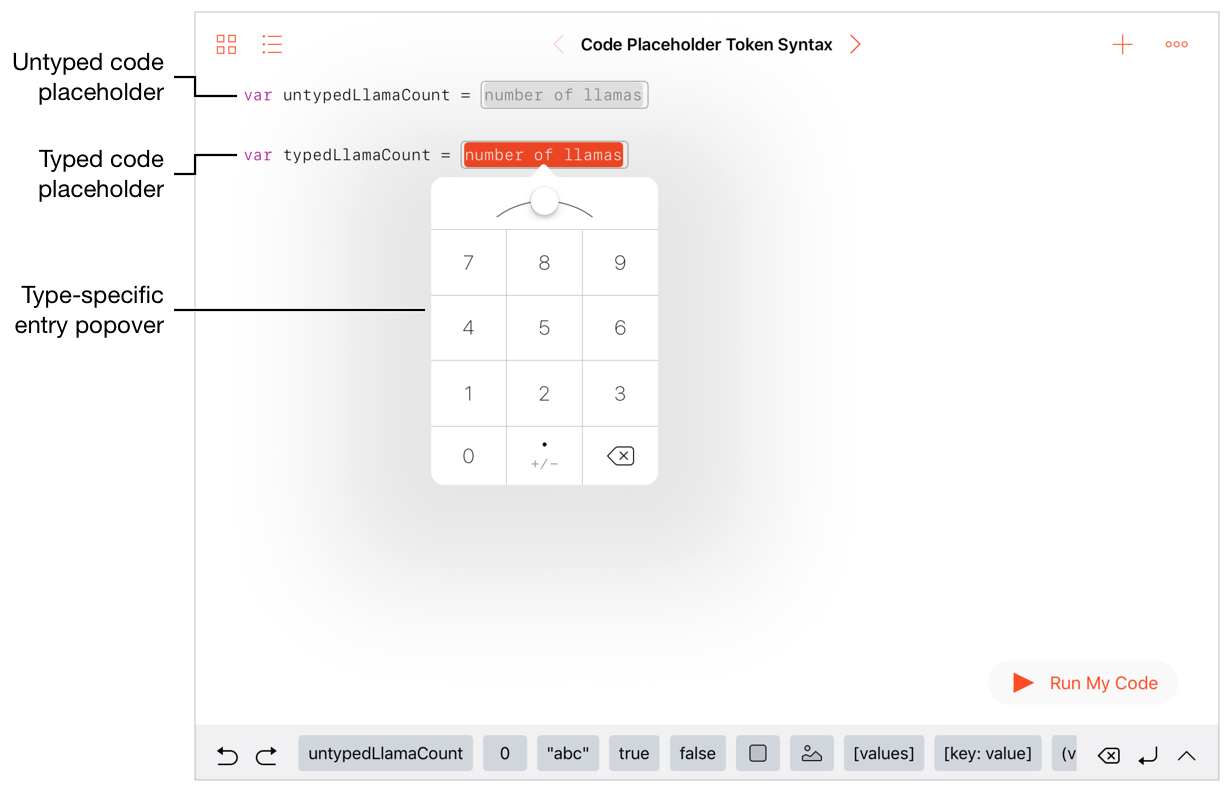 Code Placeholder Token Syntax
Untyped code
placeholder
var untypedLlamaCount = number of llamas
Typed code
placeholder
var typedLlamaCount = number of llamas
Type-specific
entry popover
7 8 9
4 5 6
1 2 3
0 . +/−
Run My Code
untypedLlamaCount 0 "abc" true false [values] [key: value] (v